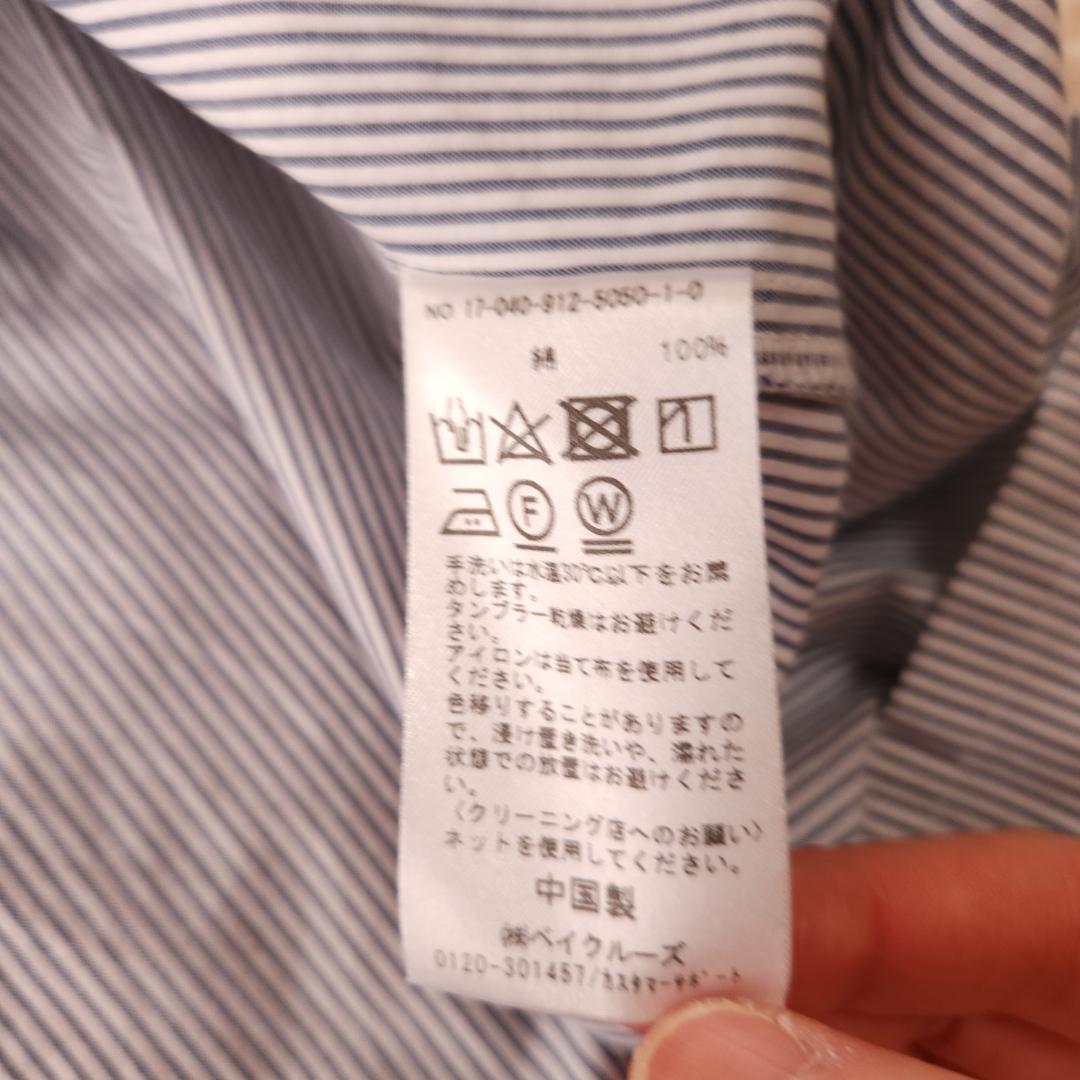 NO 17-040-912-5050-1-0
綿 100%
F W
手洗いは水温30℃以下をお薦
めします。
タンブラー乾燥はお避けくだ
さい。
アイロンは当て布を使用して
ください。
色移りすることがありますの
で、浸け置き洗いや、濡れた
状態での放置はお避けくださ
い。
〈クリーニング店へのお願い〉
ネットを使用してください。
中国製
㈱ベイクルーズ
0120-301457/カスタマーサポート